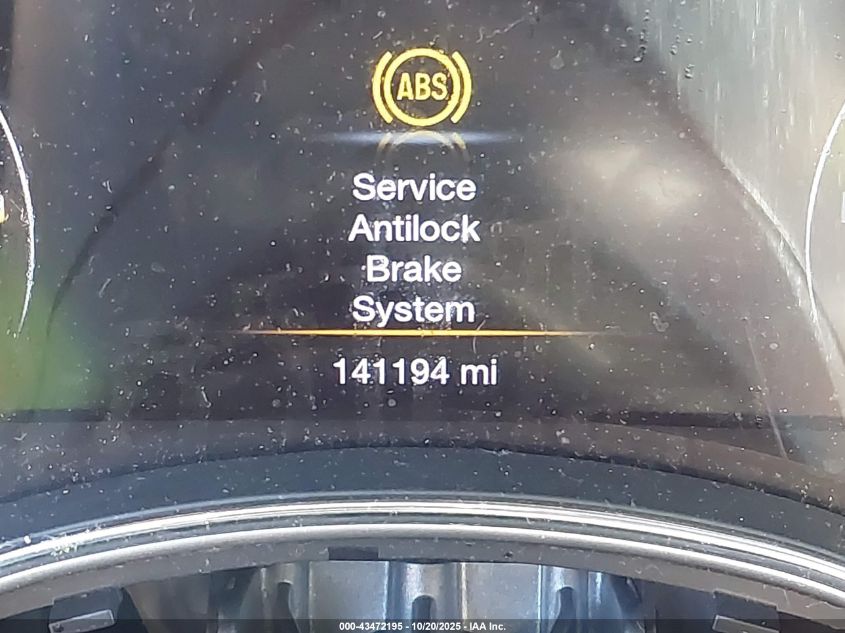 ABS
Service
Antilock
Brake
System
141194 mi
000-43472195 - 10/20/2025 - IAA Inc.